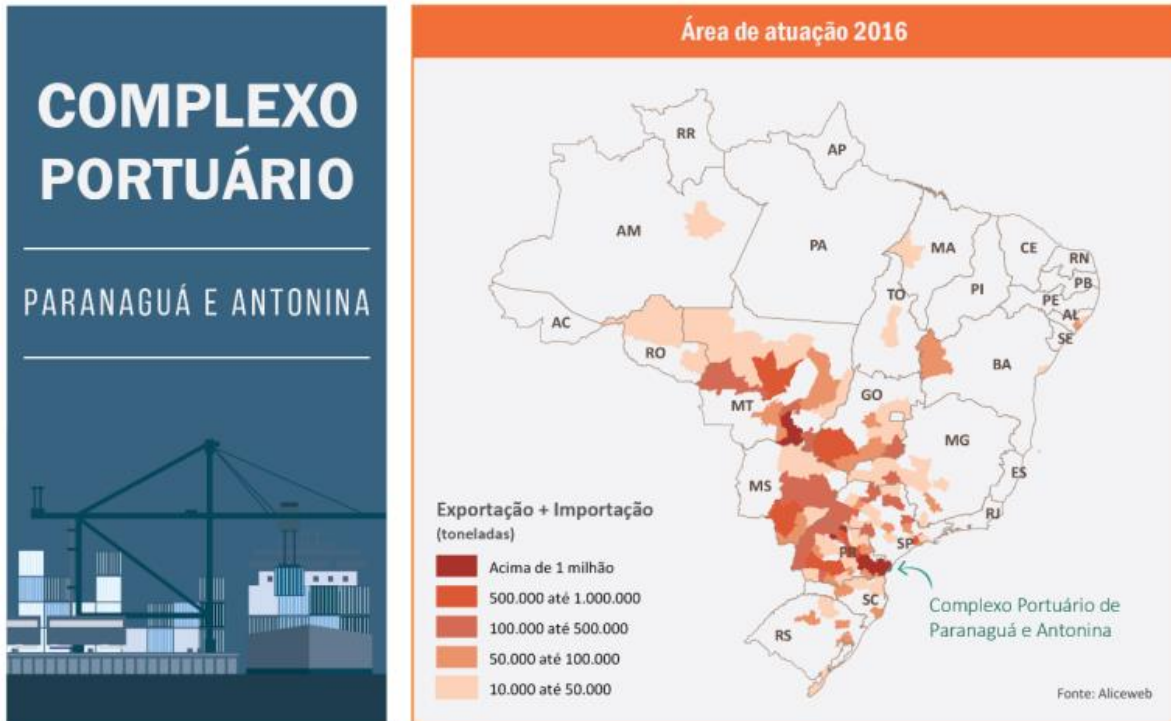 COMPLEXO
PORTUÁRIO
PARANAGUÁ E ANTONINA
Área de atuação 2016
RR
AP
AM
PA
MA
CE
RN
PB
PI
PE
AL
SE
TO
AC
RO
BA
MT
GO
MG
ES
MS
RJ
SP
PR
SC
RS
Exportação + Importação
(toneladas)
Acima de 1 milhão
500.000 até 1.000.000
100.000 até 500.000
50.000 até 100.000
10.000 até 50.000
Complexo Portuário de
Paranaguá e Antonina
Fonte: Aliceweb